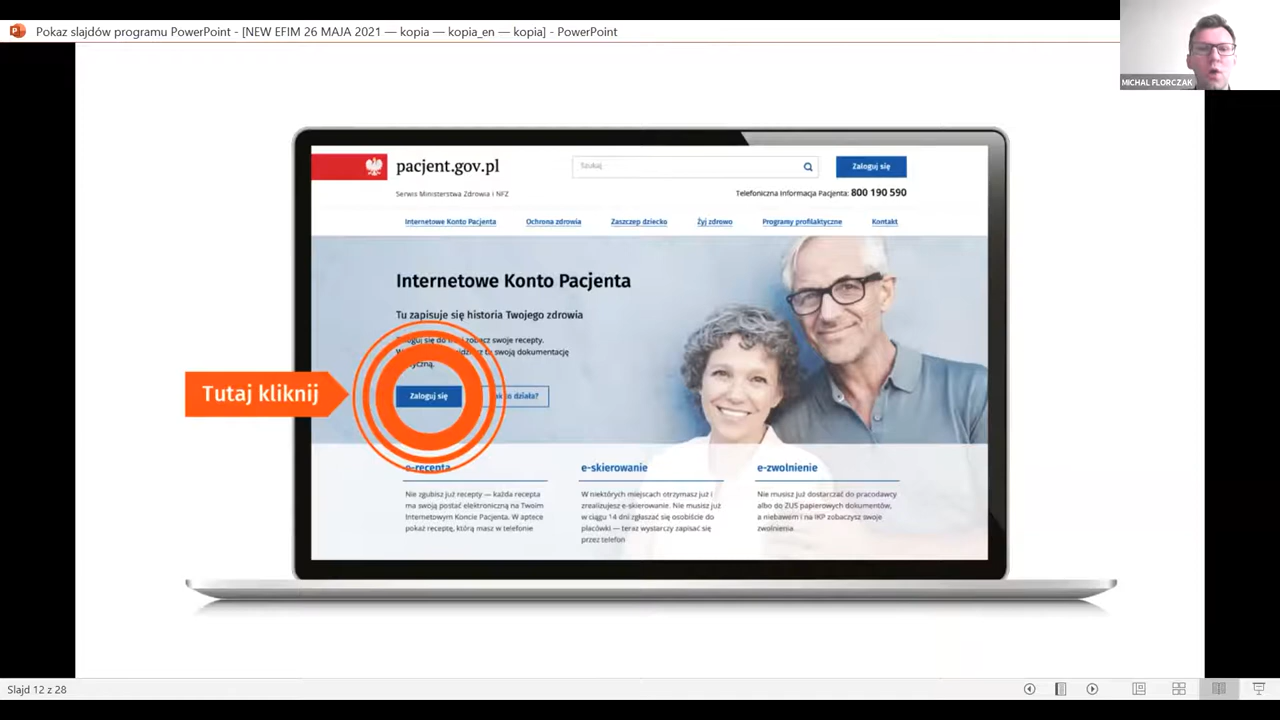 Pokaz slajdów programu PowerPoint - [NEW EFIM 26 MAJA 2021 — kopia — kopia_en — kopia] - PowerPoint
MICHAL FLORCZAK
pacjent.gov.pl
Szukaj
Zaloguj się
Serwis Ministerstwa Zdrowia i NFZ
Telefoniczna Informacja Pacjenta: 800 190 590
Internetowe Konto Pacjenta
Ochrona zdrowia
Zaszczep dziecko
Żyj zdrowo
Programy profilaktyczne
Kontakt
Internetowe Konto Pacjenta
Tu zapisuje się historia Twojego zdrowia
zobacz swoje recepty.
swoją dokumentację
Tutaj kliknij
Zaloguj się
działa?
e-recepta
Nie zgubisz już recepty — każda recepta
ma swoją postać elektroniczną na Twoim
Internetowym Koncie Pacjenta. W aptece
pokaż receptę, którą masz w telefonie
e-skierowanie
W niektórych miejscach otrzymasz już i
zrealizujesz e-skierowanie. Nie musisz już
w ciągu 14 dni zgłaszać się osobiście do
placówki — teraz wystarczy zapisać się
przez telefon
e-zwolnienie
Nie musisz już dostarczać do pracodawcy
albo do ZUS papierowych dokumentów,
a niebawem i na IKP zobaczysz swoje
zwolnienia
Slajd 12 z 28